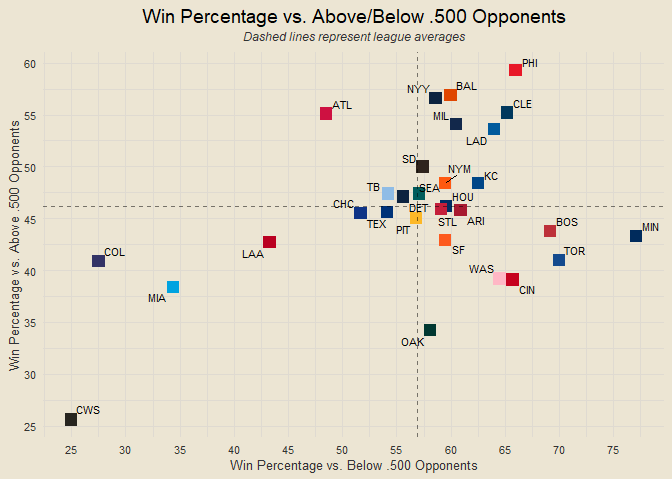 Win Percentage vs. Above/Below .500 Opponents
Dashed lines represent league averages
Win Percentage vs. Above .500 Opponents
60
55
50
45
40
35
30
25
PHI
NYY
BAL
ATL
CLE
MIL
LAD
SD
NYM
KC
TB
SEA
HOU
CHC
DET
TEX
PIT
STL
ARI
BOS
MIN
LAA
SF
COL
TOR
WAS
MIA
CIN
OAK
CWS
25
30
35
40
45
50
55
60
65
70
75
Win Percentage vs. Below .500 Opponents